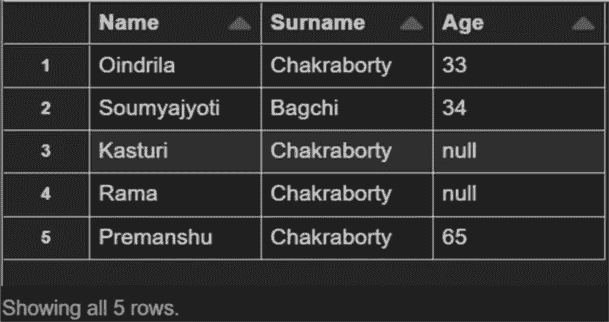 Name Surname Age
1 Oindrila Chakraborty 33
2 Soumyajyoti Bagchi 34
3 Kasturi Chakraborty null
4 Rama Chakraborty null
5 Premanshu Chakraborty 65
Showing all 5 rows.